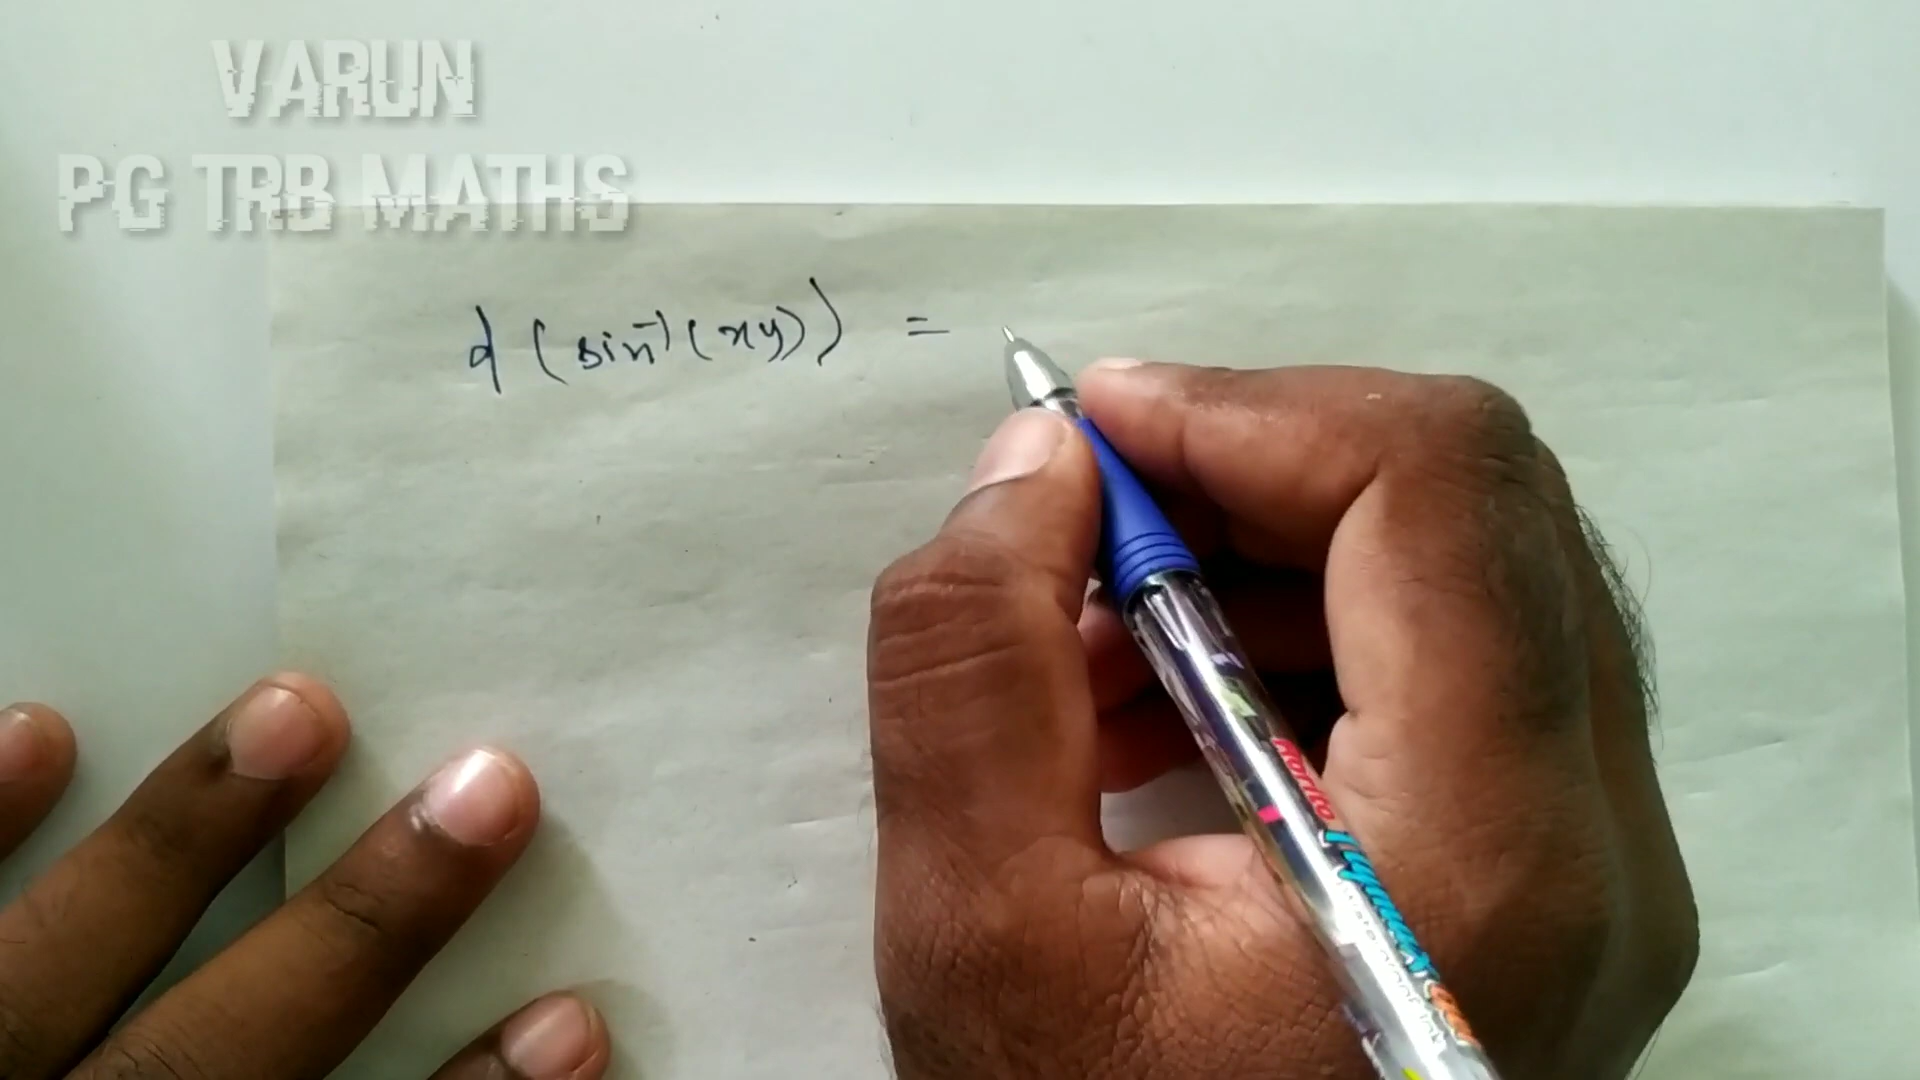 VARUN
PG TRB MATHS
d (sin⁻¹(xy)) =